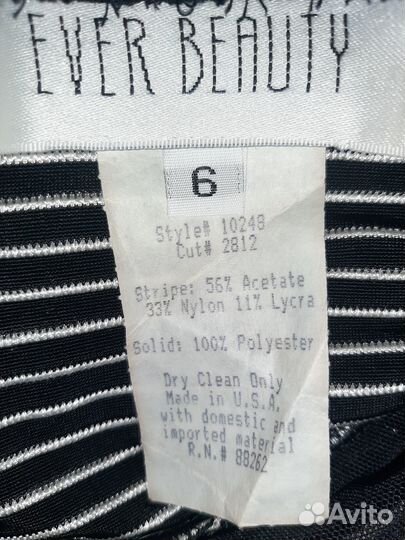 EVER BEAUTY
6
Style# 10248
Cut# 2812
Stripe: 56% Acetate
33% Nylon 11% Lycra
Solid: 100% Polyester
Dry Clean Only
Made in U.S.A.
with domestic and
imported material
R.N.# 88262
Avito